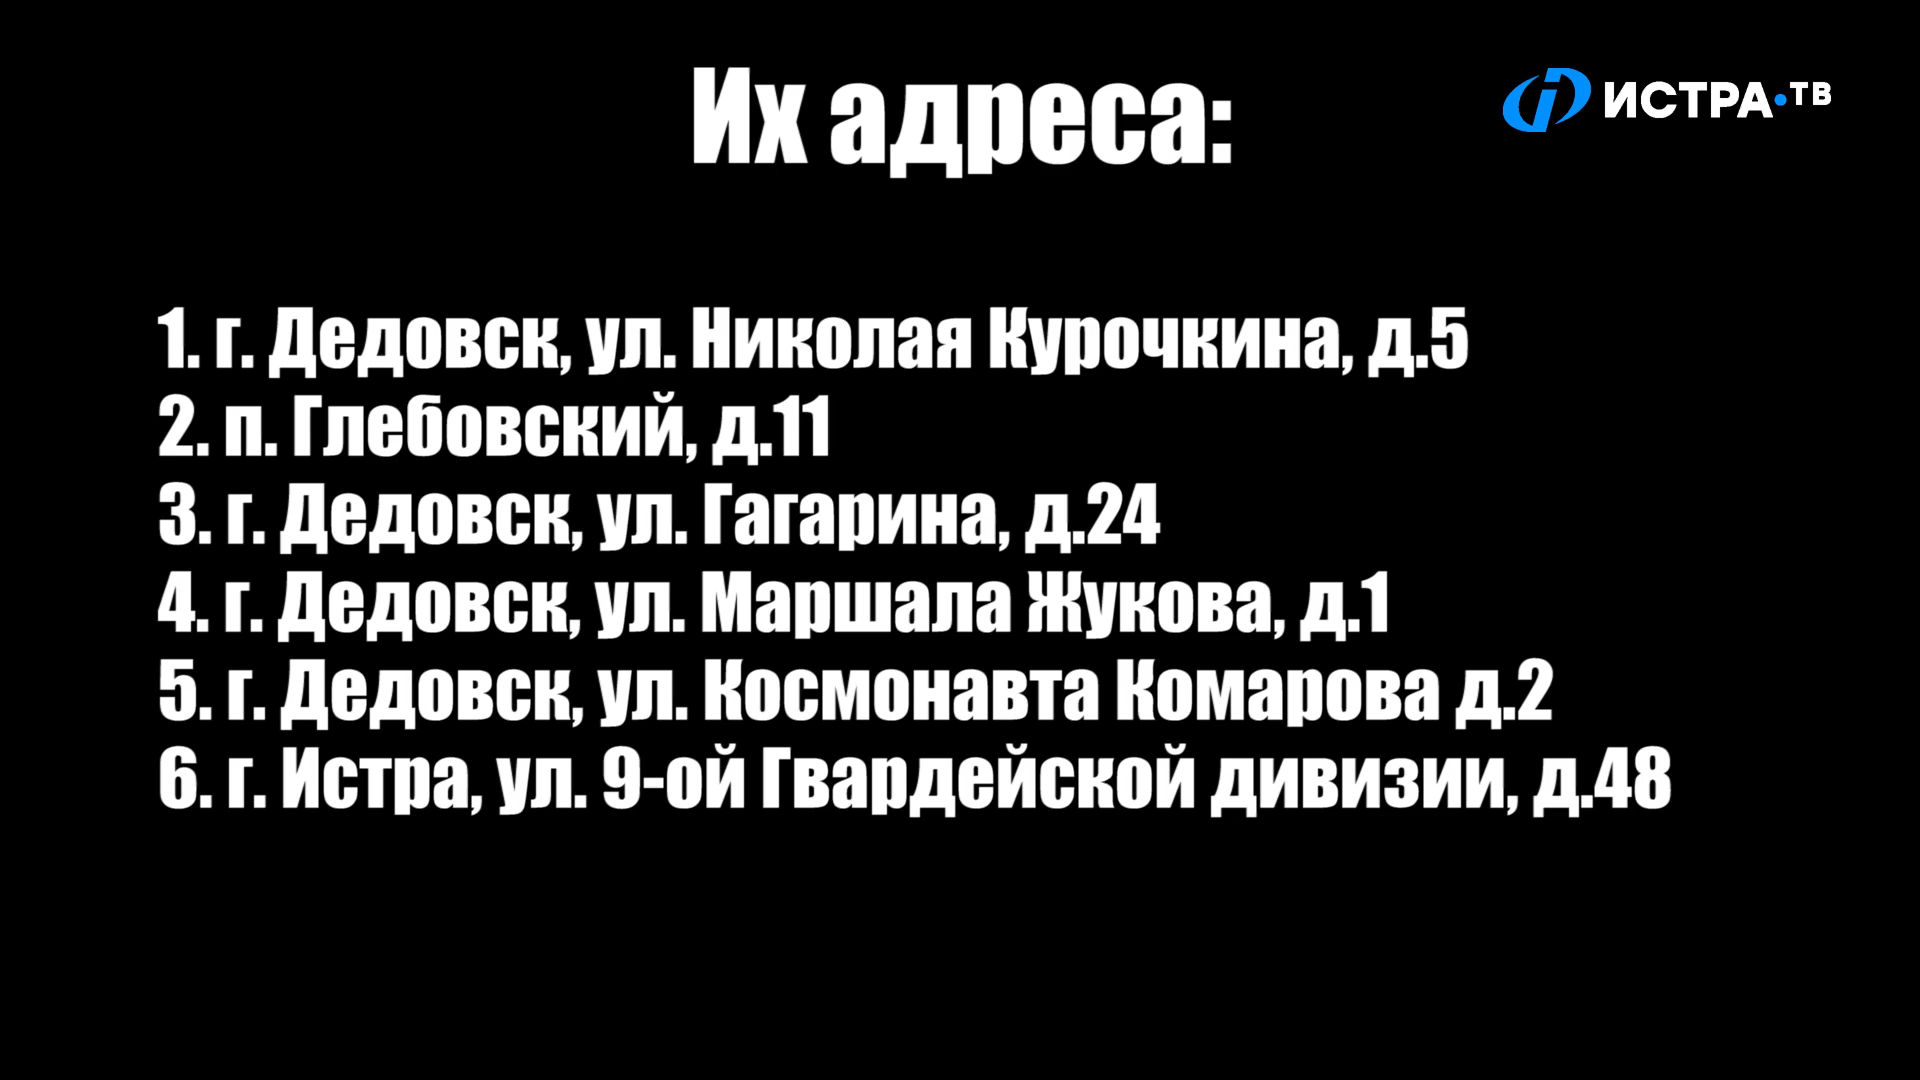 Их адреса:
ИСТРА•ТВ
1. г. Дедовск, ул. Николая Курочкина, д.5
2. п. Глебовский, д.11
3. г. Дедовск, ул. Гагарина, д.24
4. г. Дедовск, ул. Маршала Жукова, д.1
5. г. Дедовск, ул. Космонавта Комарова д.2
6. г. Истра, ул. 9-ой Гвардейской дивизии, д.48